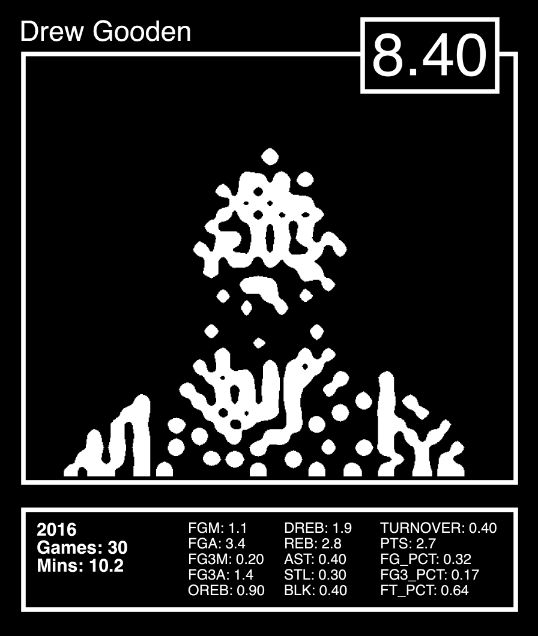 Drew Gooden
8.40
2016
Games: 30
Mins: 10.2
FGM: 1.1
FGA: 3.4
FG3M: 0.20
FG3A: 1.4
OREB: 0.90
DREB: 1.9
REB: 2.8
AST: 0.40
STL: 0.30
BLK: 0.40
TURNOVER: 0.40
PTS: 2.7
FG_PCT: 0.32
FG3_PCT: 0.17
FT_PCT: 0.64